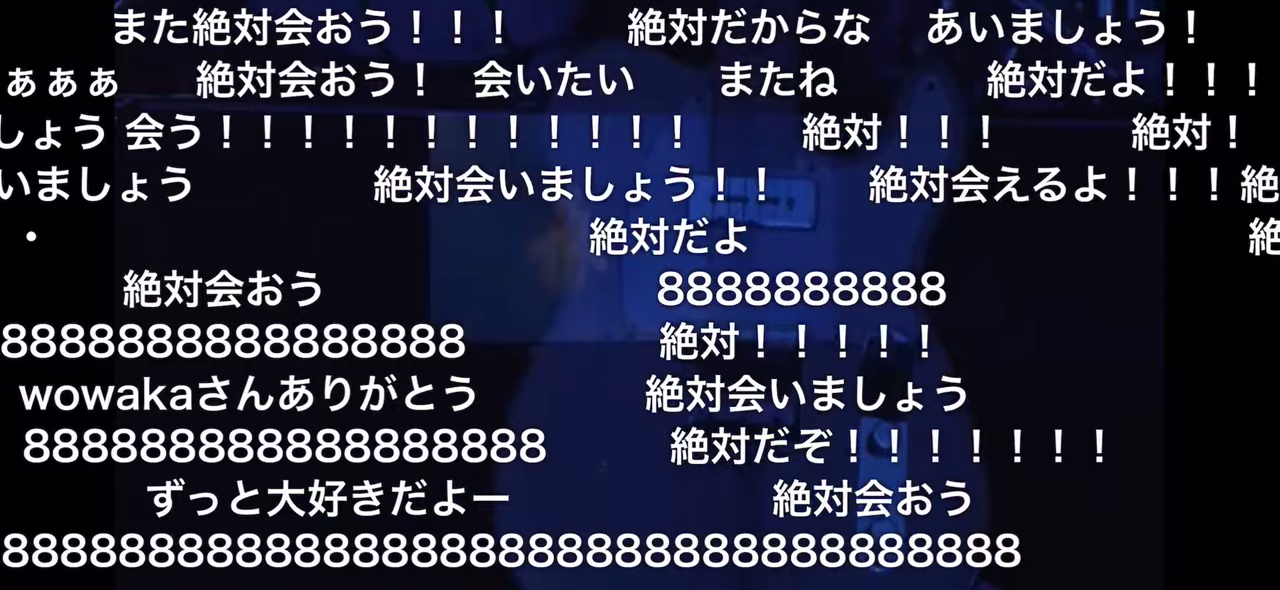 また絶対会おう！！！ 絶対だからな あいましょう！
ぁぁぁ 絶対会おう！ 会いたい またね 絶対だよ！！！
しょう 会う！！！！！！！！！！！！ 絶対！！！ 絶対！
いましょう 絶対会いましょう！！ 絶対会えるよ！！！ 絶
・ 絶対だよ 絶
絶対会おう 8888888888
8888888888888888 絶対！！！！！
wowakaさんありがとう 絶対会いましょう
888888888888888888 絶対だぞ！！！！！！！
ずっと大好きだよー 絶対会おう
88888888888888888888888888888888888